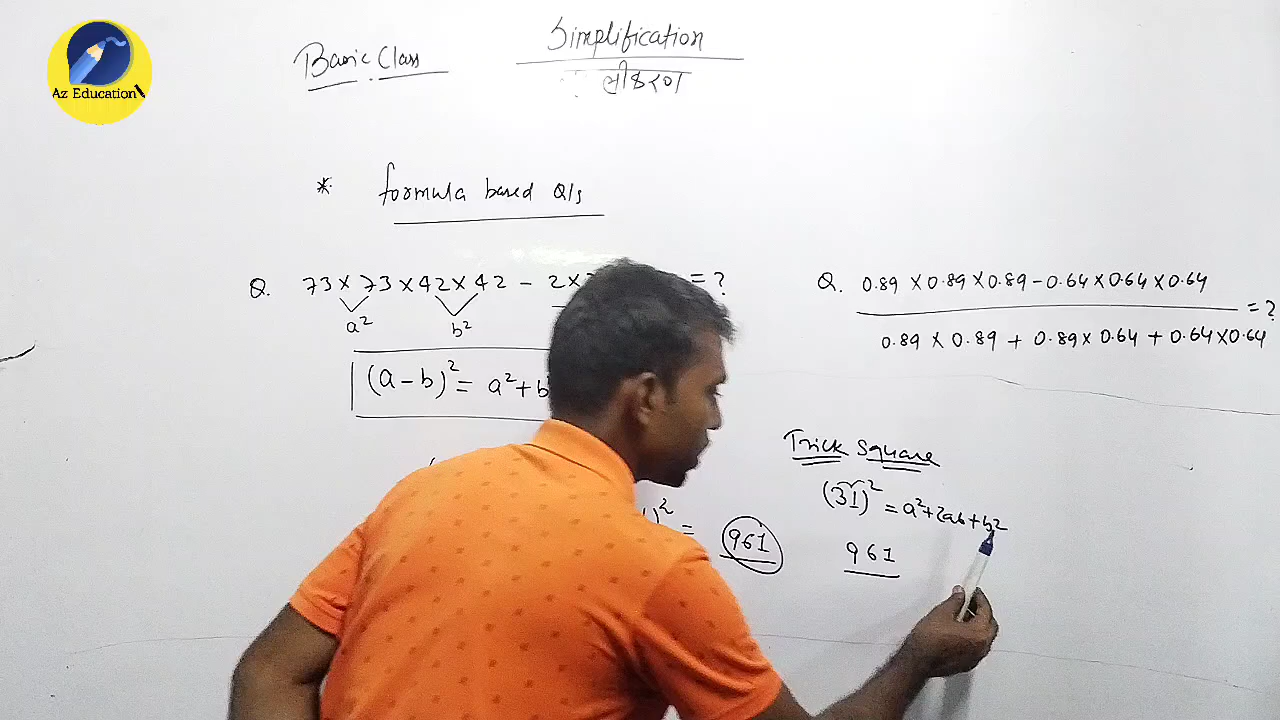 Az Education
Basic Class
Simplification
* formula based Q/s
Q. 73 × 73 × 42 × 42 - 2 × = ?
a² b²
(a - b)² = a² + b
)² = 961
Q. 0.89 × 0.89 × 0.89 - 0.64 × 0.64 × 0.64
= ?
0.89 × 0.89 + 0.89 × 0.64 + 0.64 × 0.64
Trick Square
(31)² = a² + 2ab + b²
961